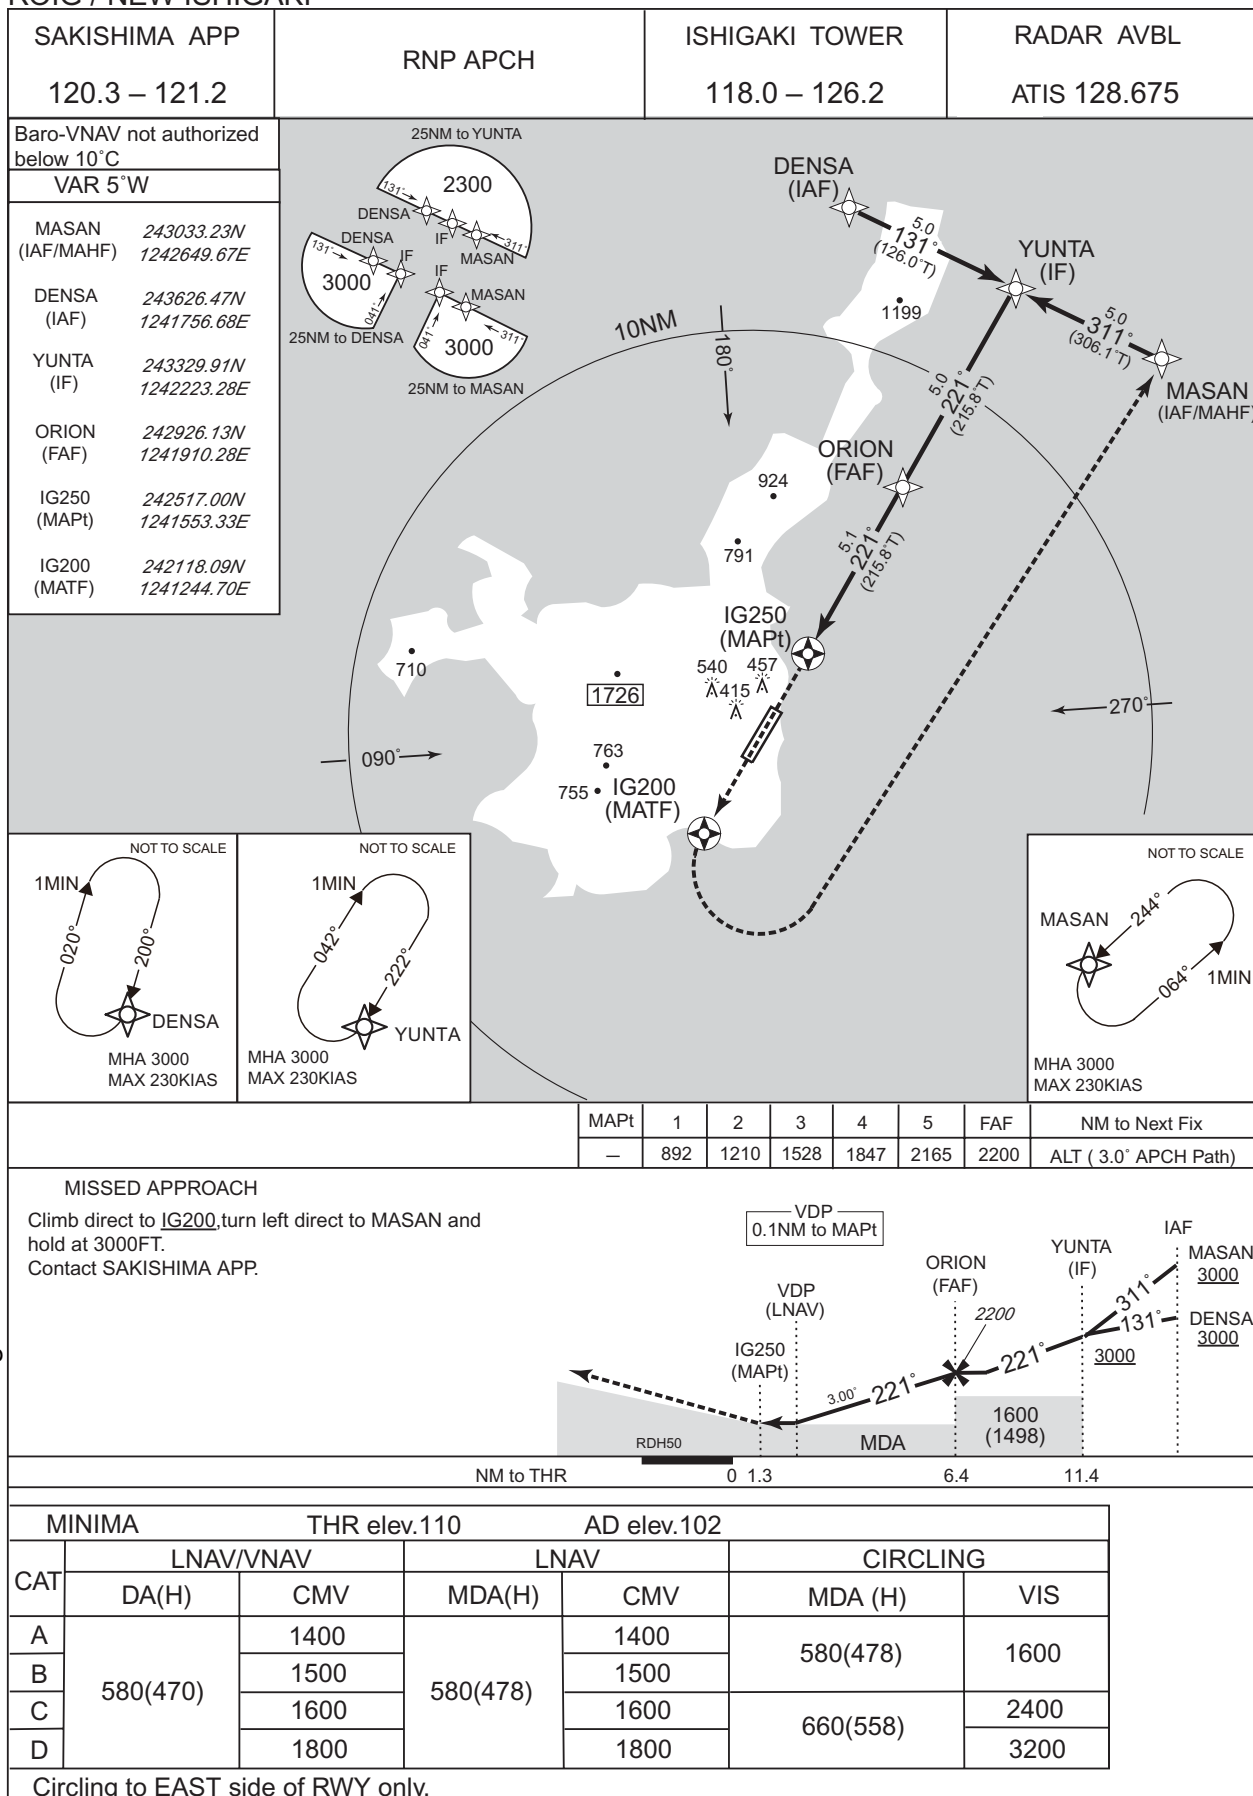 ROIG / NEW ISHIGAKI
SAKISHIMA APP
120.3 – 121.2
RNP APCH
ISHIGAKI TOWER
118.0 – 126.2
RADAR AVBL
ATIS 128.675
Baro-VNAV not authorized
below 10˚C
VAR 5˚W
MASAN
(IAF/MAHF)
243033.23N
1242649.67E
DENSA
(IAF)
243626.47N
1241756.68E
YUNTA
(IF)
243329.91N
1242223.28E
ORION
(FAF)
242926.13N
1241910.28E
IG250
(MAPt)
242517.00N
1241553.33E
IG200
(MATF)
242118.09N
1241244.70E
25NM to YUNTA
2300
131˚
DENSA
IF
MASAN
311˚
DENSA
131˚
IF
3000
041˚
25NM to DENSA
IF
MASAN
041˚
311˚
3000
25NM to MASAN
DENSA
(IAF)
5.0
131˚
(126.0˚T)
YUNTA
(IF)
5.0
311˚
(306.1˚T)
MASAN
(IAF/MAHF)
1199
10NM
180˚
5.0
221˚
(215.8˚T)
ORION
(FAF)
924
791
5.1
221˚
(215.8˚T)
IG250
(MAPt)
710
1726
540
457
415
270˚
090˚
763
755
IG200
(MATF)
NOT TO SCALE
1MIN
020˚
200˚
DENSA
MHA 3000
MAX 230KIAS
NOT TO SCALE
1MIN
042˚
222˚
YUNTA
MHA 3000
MAX 230KIAS
NOT TO SCALE
MASAN
244°
064°
1MIN
MHA 3000
MAX 230KIAS
MAPt 1 2 3 4 5 FAF NM to Next Fix
– 892 1210 1528 1847 2165 2200 ALT ( 3.0˚ APCH Path)
MISSED APPROACH
Climb direct to IG200,turn left direct to MASAN and
hold at 3000FT.
Contact SAKISHIMA APP.
VDP
0.1NM to MAPt
IAF
MASAN
3000
DENSA
3000
YUNTA
(IF)
ORION
(FAF)
2200
VDP
(LNAV)
IG250
(MAPt)
311˚
131˚
3000
221˚
3.00˚
221˚
1600
(1498)
MDA
RDH50
NM to THR 0 1.3 6.4 11.4
MINIMA THR elev.110 AD elev.102
CAT LNAV/VNAV LNAV CIRCLING
DA(H) CMV MDA(H) CMV MDA (H) VIS
A 580(470) 1400 580(478) 1400 580(478) 1600
B 1500 1500
C 1600 1600 660(558) 2400
D 1800 1800 3200
Circling to EAST side of RWY only.